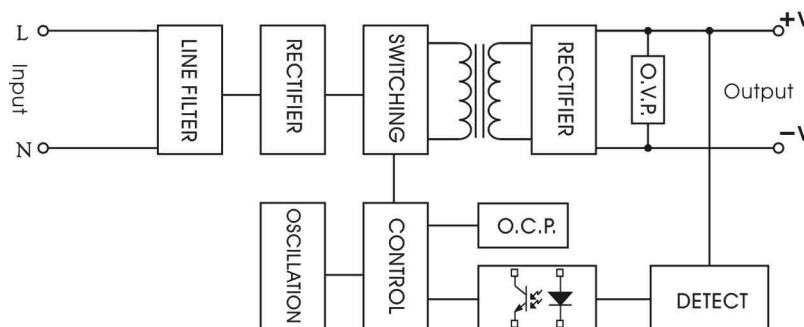 L
+V
LINE FILTER
RECTIFIER
SWITCHING
RECTIFIER
O.V.P.
Input
Output
N
−V
OSCILLATION
CONTROL
O.C.P.
DETECT